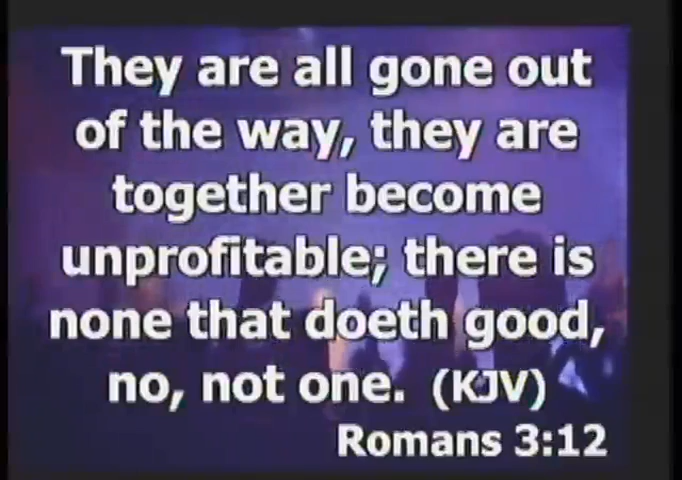 They are all gone out
of the way, they are
together become
unprofitable; there is
none that doeth good,
no, not one. (KJV)
Romans 3:12